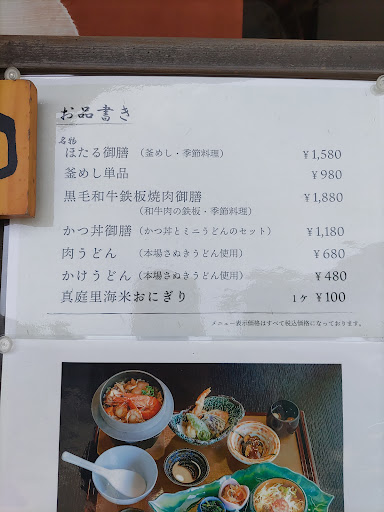 お品書き
名物
ほたる御膳 （釜めし・季節料理） ￥1,580
釜めし単品 ￥980
黒毛和牛鉄板焼肉御膳 ￥1,880
（和牛肉の鉄板・季節料理）
かつ丼御膳（かつ丼とミニうどんのセット） ￥1,180
肉うどん （本場さぬきうどん使用） ￥680
かけうどん（本場さぬきうどん使用） ￥480
真庭里海米おにぎり 1ケ ￥100
メニュー表示価格はすべて税込価格になっております。